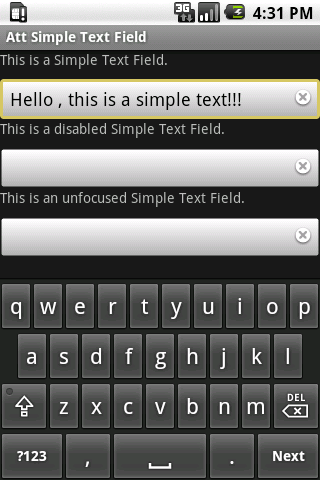 3G 4:31 PM
Att Simple Text Field
This is a Simple Text Field.
Hello , this is a simple text!!!
This is a disabled Simple Text Field.
This is an unfocused Simple Text Field.
q w e r t y u i o p
a s d f g h j k l
z x c v b n m DEL
?123 , . Next